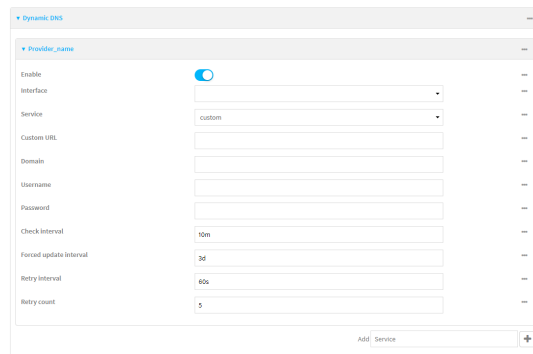 Dynamic DNS
Provider_name
Enable
Interface
Service custom
Custom URL
Domain
Username
Password
Check interval 10m
Forced update interval 3d
Retry interval 60s
Retry count 5
Add Service